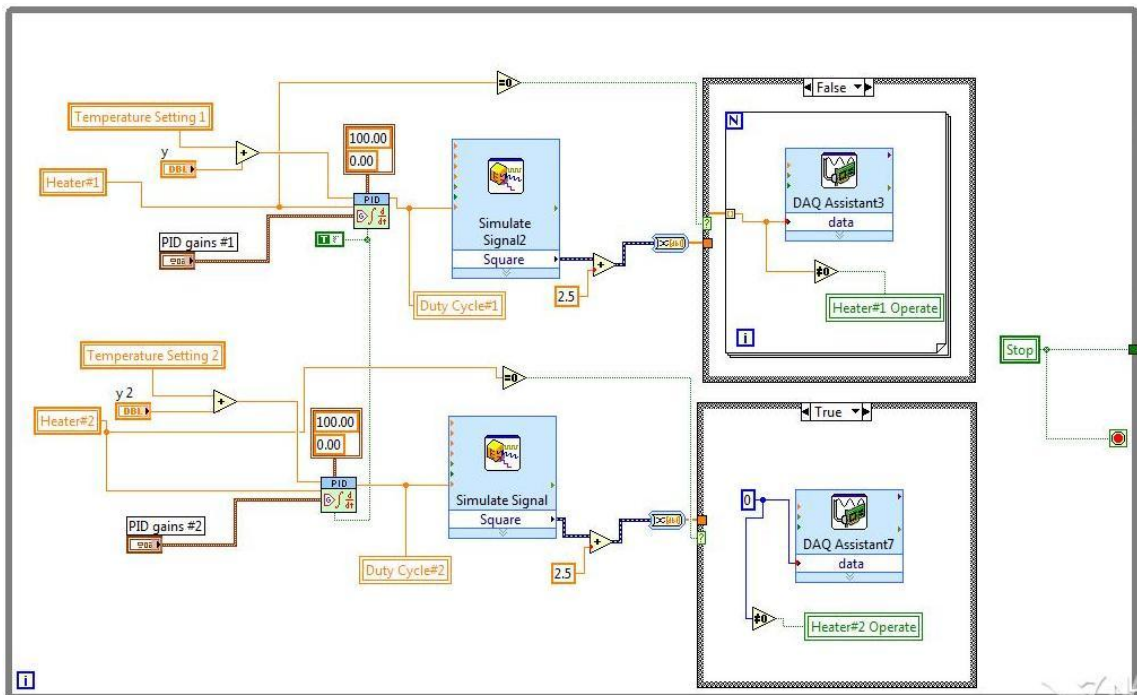 =0
False
Temperature Setting 1
N
100.00
y
0.00
+
DBL
Heater#1
PID
DAQ Assistant3
Simulate
Signal2
data
?
T F
PID gains #1
Square
+
≠0
2.5
Duty Cycle#1
Heater#1 Operate
i
Stop
Temperature Setting 2
=0
y 2
+
DBL
True
100.00
Heater#2
0.00
PID
Simulate Signal
0
Square
DAQ Assistant7
PID gains #2
+
?
data
2.5
Duty Cycle#2
≠0
Heater#2 Operate
i